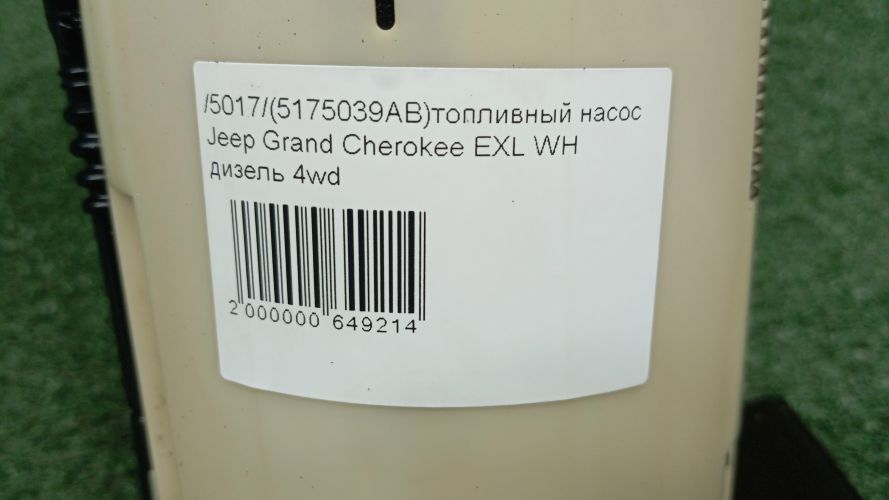 /5017/(5175039AB)топливный насос
Jeep Grand Cherokee EXL WH
дизель 4wd
2 000000 649214